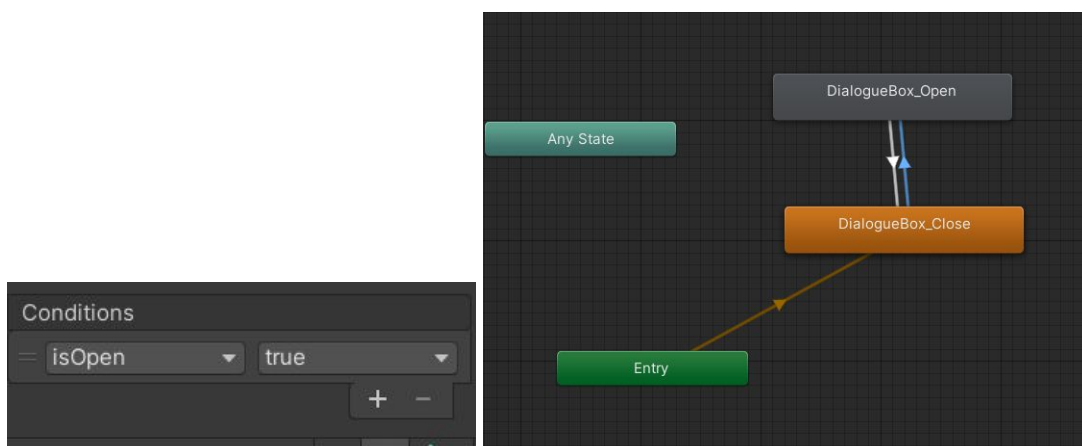 Conditions
isOpen true
DialogueBox_Open
Any State
DialogueBox_Close
Entry